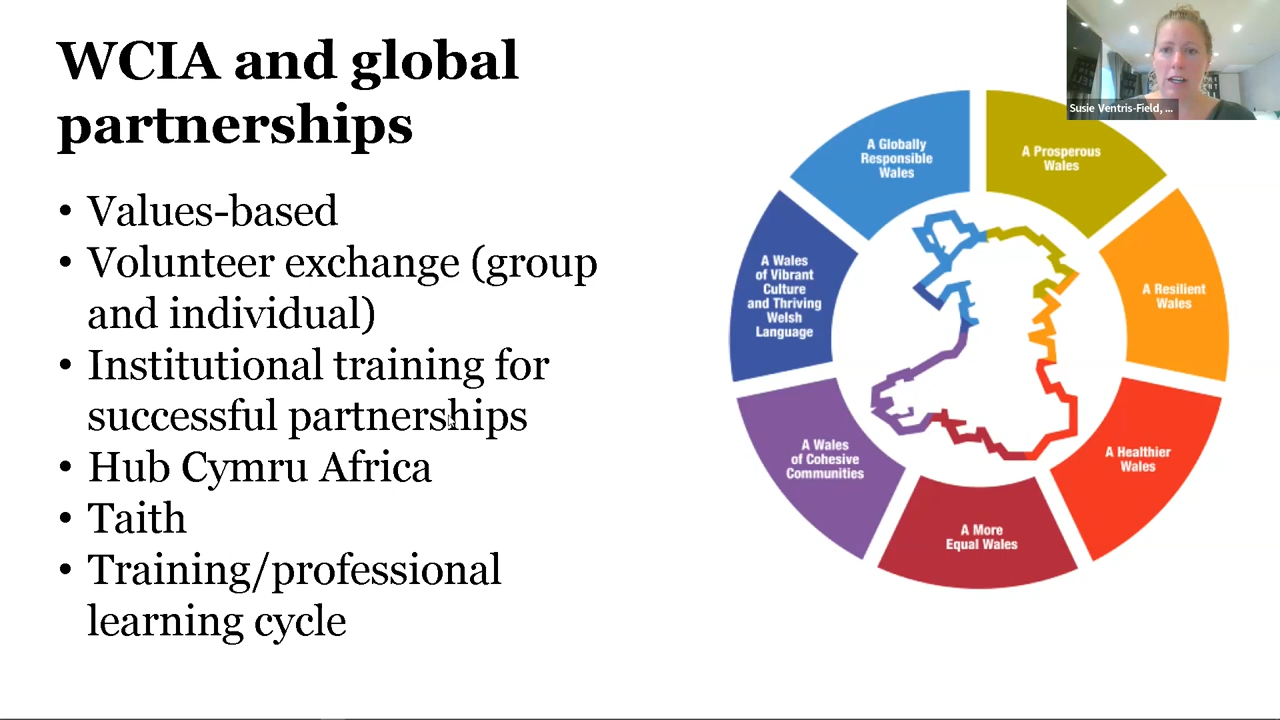 WCIA and global
partnerships
• Values-based
• Volunteer exchange (group
and individual)
• Institutional training for
successful partnerships
• Hub Cymru Africa
• Taith
• Training/professional
learning cycle
Susie Ventris-Field, ...
A Globally
Responsible
Wales
A Prosperous
Wales
A Resilient
Wales
A Healthier
Wales
A More
Equal Wales
A Wales
of Cohesive
Communities
A Wales
of Vibrant
Culture
and Thriving
Welsh
Language